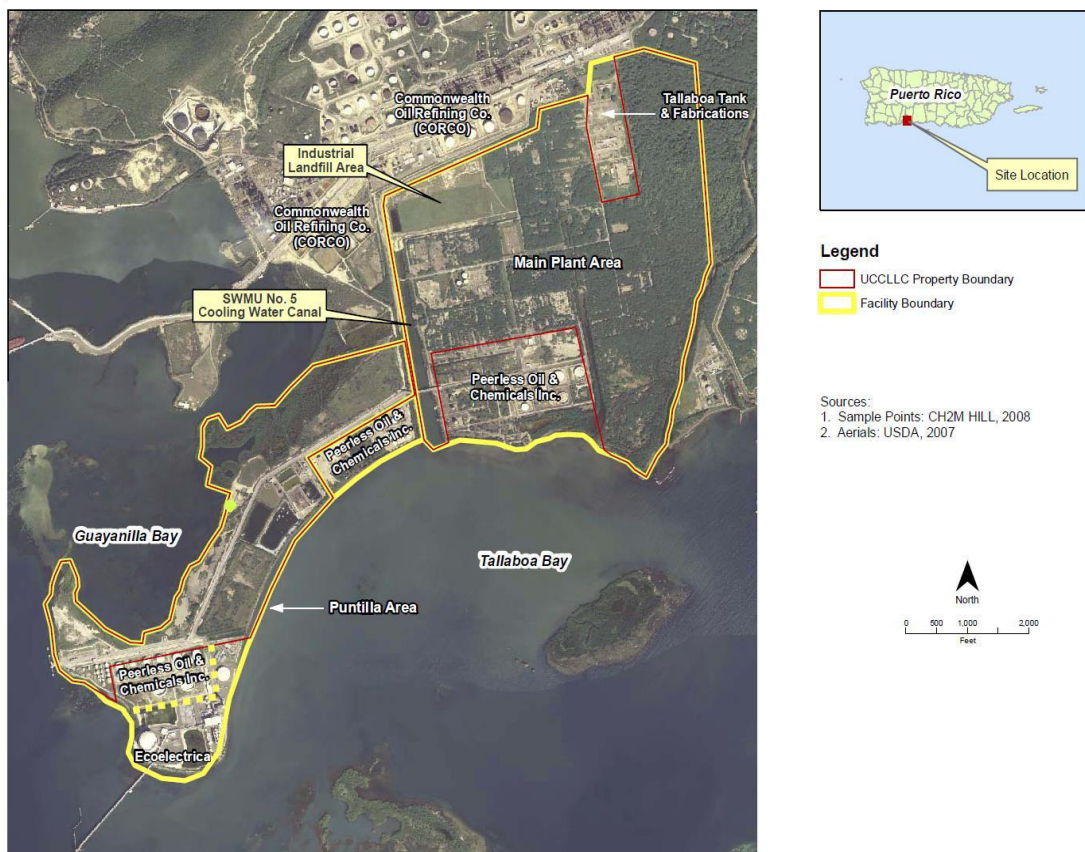 Commonwealth
Oil Refining Co.
(CORCO)
Tallaboa Tank
& Fabrications
Industrial
Landfill Area
Commonwealth
Oil Refining Co.
(CORCO)
Main Plant Area
SWMU No. 5
Cooling Water Canal
Peerless Oil &
Chemicals Inc.
Peerless Oil &
Chemicals Inc.
Guayanilla Bay
Tallaboa Bay
Puntilla Area
Peerless Oil &
Chemicals Inc.
Ecoelectrica
Puerto Rico
Site Location
Legend
UCCLLC Property Boundary
Facility Boundary
Sources:
1. Sample Points: CH2M HILL, 2008
2. Aerials: USDA, 2007
North
0 500 1,000 2,000
Feet